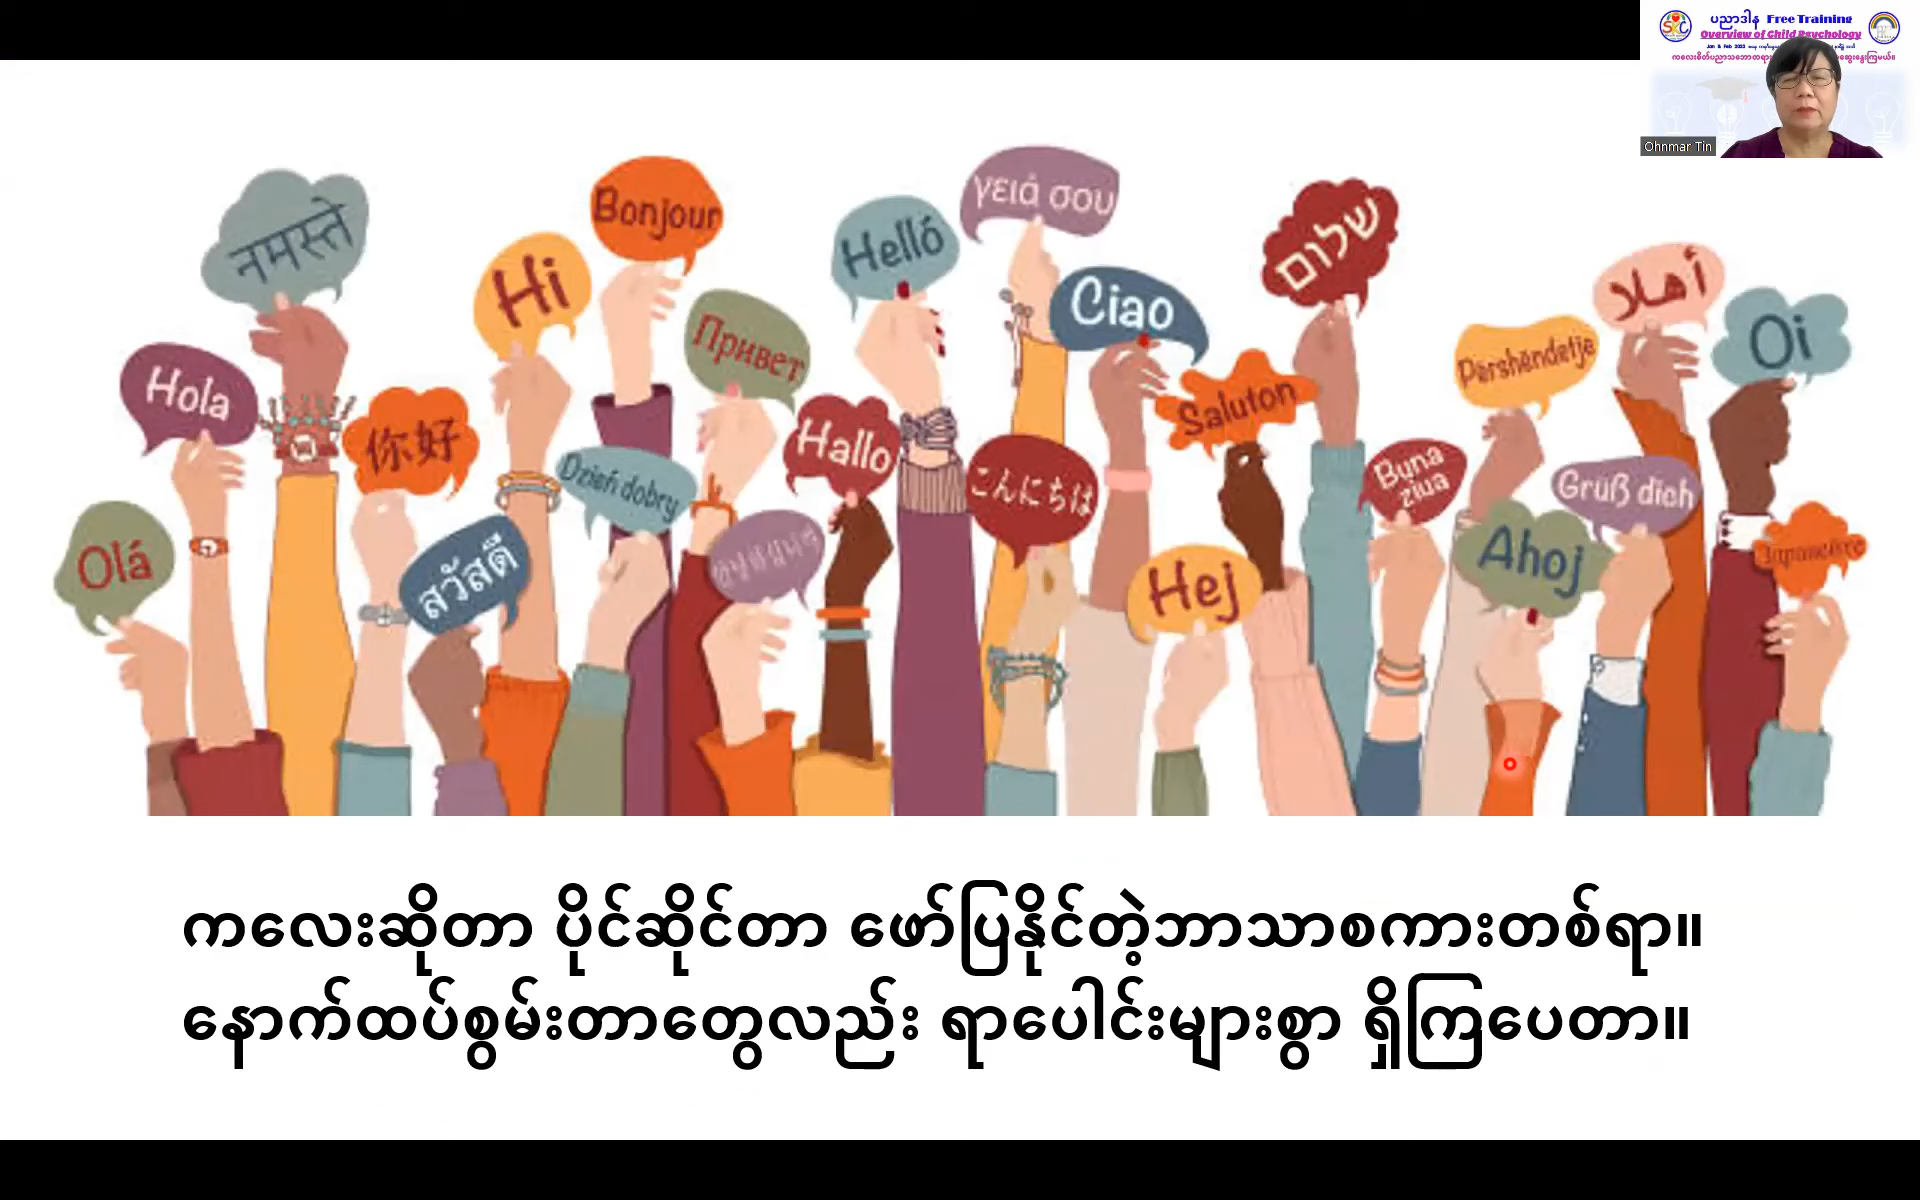 ပညာဒါန Free Training
Overview of Child Psychology
Ohnmar Tin
नमस्ते
Bonjour
γειά σου
Helló
שלום
Hi
Ciao
أهلا
Oi
Привет
Përshëndetje
Hola
Saluton
你好
Hallo
Dzień dobry
こんにちは
Buna
ziua
Grüß dich
Olá
สวัสดี
Hej
Ahoj
ကလေးဆိုတာ ပိုင်ဆိုင်တာ ဖော်ပြနိုင်တဲ့ဘာသာစကားတစ်ရာ။
နောက်ထပ်စွမ်းတာတွေလည်း ရာပေါင်းများစွာ ရှိကြပေတာ။